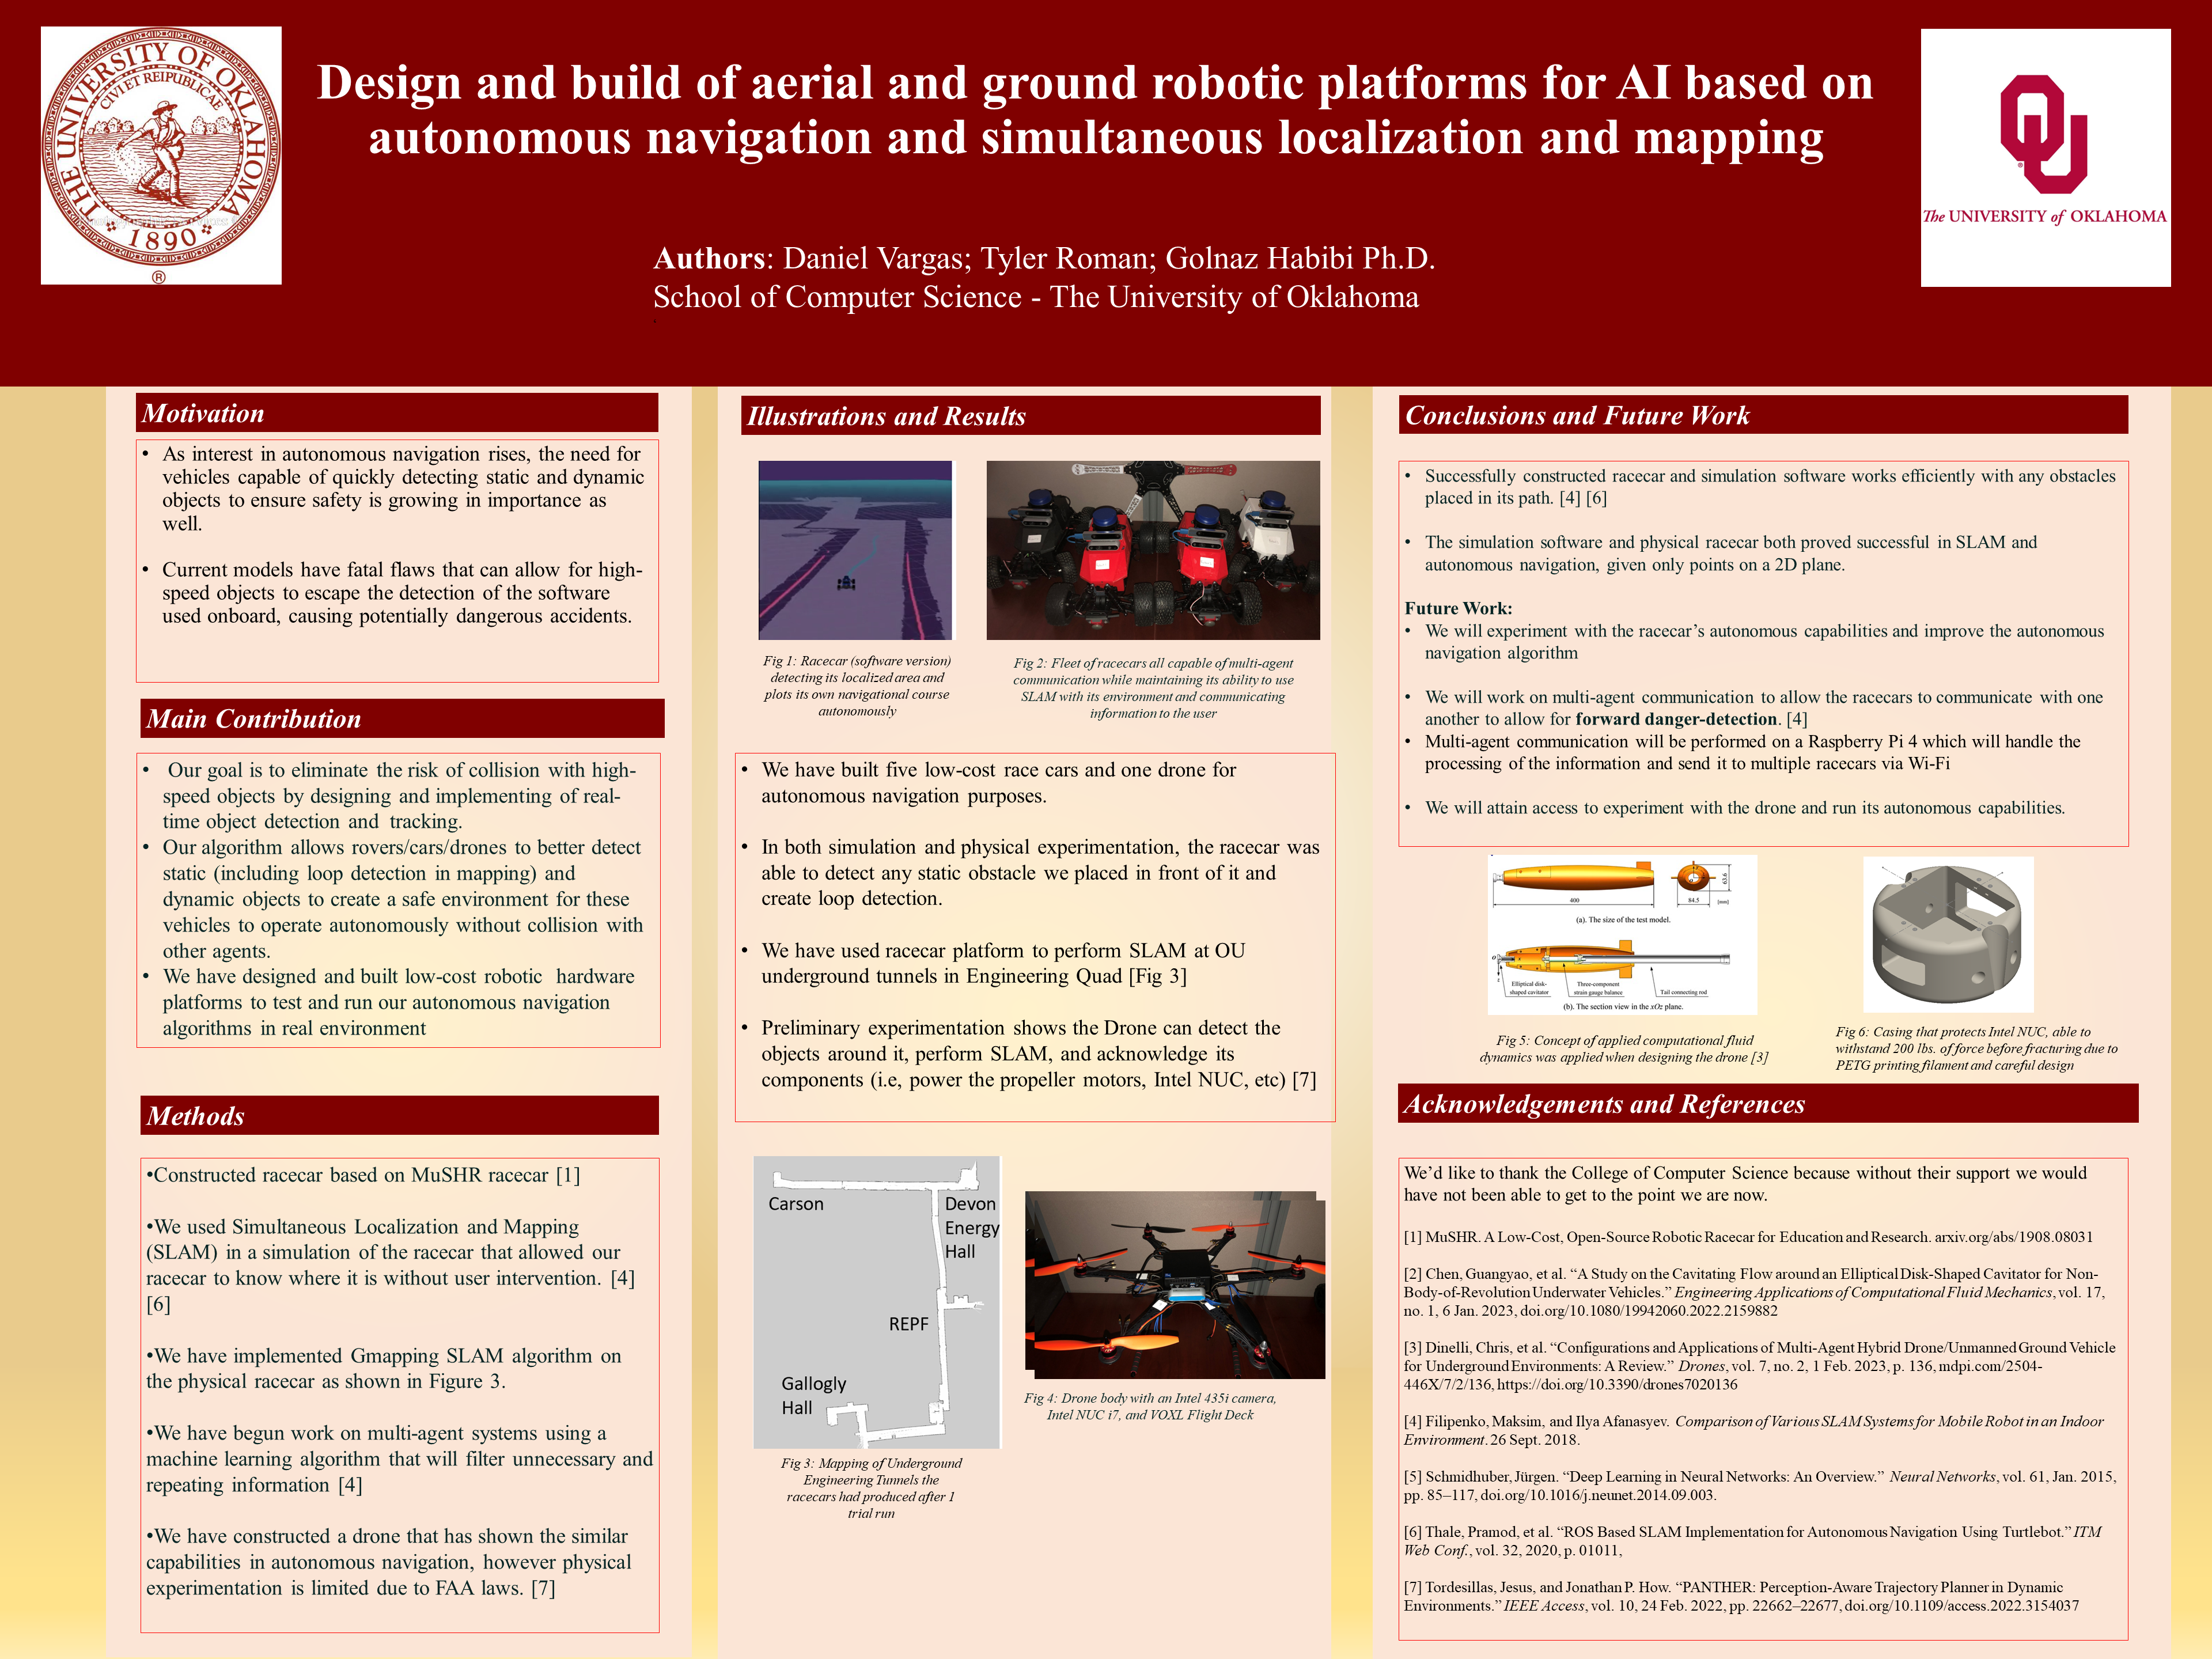 THE UNIVERSITY OF OKLAHOMA
CIVI ET REIPUBLICAE
1890
®
Design and build of aerial and ground robotic platforms for AI based on
autonomous navigation and simultaneous localization and mapping
Authors: Daniel Vargas; Tyler Roman; Golnaz Habibi Ph.D.
School of Computer Science - The University of Oklahoma
OU
®
The UNIVERSITY of OKLAHOMA
Motivation
• As interest in autonomous navigation rises, the need for
vehicles capable of quickly detecting static and dynamic
objects to ensure safety is growing in importance as
well.
• Current models have fatal flaws that can allow for high-
speed objects to escape the detection of the software
used onboard, causing potentially dangerous accidents.
Main Contribution
• Our goal is to eliminate the risk of collision with high-
speed objects by designing and implementing of real-
time object detection and tracking.
• Our algorithm allows rovers/cars/drones to better detect
static (including loop detection in mapping) and
dynamic objects to create a safe environment for these
vehicles to operate autonomously without collision with
other agents.
• We have designed and built low-cost robotic hardware
platforms to test and run our autonomous navigation
algorithms in real environment
Methods
•Constructed racecar based on MuSHR racecar [1]
•We used Simultaneous Localization and Mapping
(SLAM) in a simulation of the racecar that allowed our
racecar to know where it is without user intervention. [4]
[6]
•We have implemented Gmapping SLAM algorithm on
the physical racecar as shown in Figure 3.
•We have begun work on multi-agent systems using a
machine learning algorithm that will filter unnecessary and
repeating information [4]
•We have constructed a drone that has shown the similar
capabilities in autonomous navigation, however physical
experimentation is limited due to FAA laws. [7]
Illustrations and Results
Fig 1: Racecar (software version)
detecting its localized area and
plots its own navigational course
autonomously
Fig 2: Fleet of racecars all capable of multi-agent
communication while maintaining its ability to use
SLAM with its environment and communicating
information to the user
• We have built five low-cost race cars and one drone for
autonomous navigation purposes.
• In both simulation and physical experimentation, the racecar was
able to detect any static obstacle we placed in front of it and
create loop detection.
• We have used racecar platform to perform SLAM at OU
underground tunnels in Engineering Quad [Fig 3]
• Preliminary experimentation shows the Drone can detect the
objects around it, perform SLAM, and acknowledge its
components (i.e, power the propeller motors, Intel NUC, etc) [7]
Carson
Devon
Energy
Hall
REPF
Gallogly
Hall
Fig 3: Mapping of Underground
Engineering Tunnels the
racecars had produced after 1
trial run
Fig 4: Drone body with an Intel 435i camera,
Intel NUC i7, and VOXL Flight Deck
Conclusions and Future Work
• Successfully constructed racecar and simulation software works efficiently with any obstacles
placed in its path. [4] [6]
• The simulation software and physical racecar both proved successful in SLAM and
autonomous navigation, given only points on a 2D plane.
Future Work:
• We will experiment with the racecar’s autonomous capabilities and improve the autonomous
navigation algorithm
• We will work on multi-agent communication to allow the racecars to communicate with one
another to allow for forward danger-detection. [4]
• Multi-agent communication will be performed on a Raspberry Pi 4 which will handle the
processing of the information and send it to multiple racecars via Wi-Fi
• We will attain access to experiment with the drone and run its autonomous capabilities.
400
84.5
63.6
[mm]
(a). The size of the test model.
Elliptical disk-
shaped cavitator
Three-component
strain gauge balance
Tail connecting rod
(b). The section view in the xOz plane.
Fig 5: Concept of applied computational fluid
dynamics was applied when designing the drone [3]
Fig 6: Casing that protects Intel NUC, able to
withstand 200 lbs. of force before fracturing due to
PETG printing filament and careful design
Acknowledgements and References
We’d like to thank the College of Computer Science because without their support we would
have not been able to get to the point we are now.
[1] MuSHR. A Low-Cost, Open-Source Robotic Racecar for Education and Research. arxiv.org/abs/1908.08031
[2] Chen, Guangyao, et al. “A Study on the Cavitating Flow around an Elliptical Disk-Shaped Cavitator for Non-
Body-of-Revolution Underwater Vehicles.” Engineering Applications of Computational Fluid Mechanics, vol. 17,
no. 1, 6 Jan. 2023, doi.org/10.1080/19942060.2022.2159882
[3] Dinelli, Chris, et al. “Configurations and Applications of Multi-Agent Hybrid Drone/Unmanned Ground Vehicle
for Underground Environments: A Review.” Drones, vol. 7, no. 2, 1 Feb. 2023, p. 136, mdpi.com/2504-
446X/7/2/136, https://doi.org/10.3390/drones7020136
[4] Filipenko, Maksim, and Ilya Afanasyev. Comparison of Various SLAM Systems for Mobile Robot in an Indoor
Environment. 26 Sept. 2018.
[5] Schmidhuber, Jürgen. “Deep Learning in Neural Networks: An Overview.” Neural Networks, vol. 61, Jan. 2015,
pp. 85–117, doi.org/10.1016/j.neunet.2014.09.003.
[6] Thale, Pramod, et al. “ROS Based SLAM Implementation for Autonomous Navigation Using Turtlebot.” ITM
Web Conf., vol. 32, 2020, p. 01011,
[7] Tordesillas, Jesus, and Jonathan P. How. “PANTHER: Perception-Aware Trajectory Planner in Dynamic
Environments.” IEEE Access, vol. 10, 24 Feb. 2022, pp. 22662–22677, doi.org/10.1109/access.2022.3154037